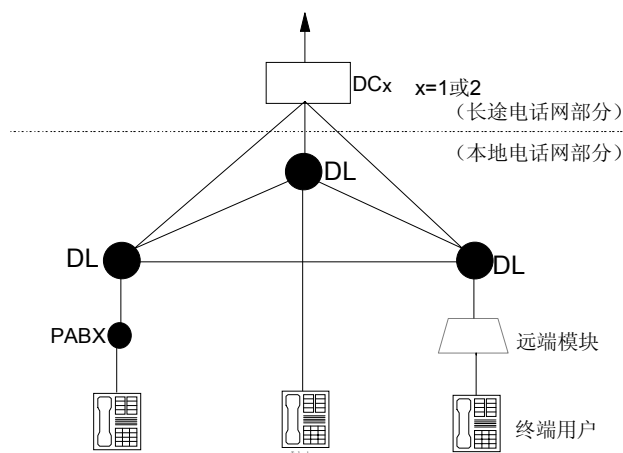 DCx x=1或2
（长途电话网部分）
（本地电话网部分）
DL
DL
DL
PABX
远端模块
终端用户